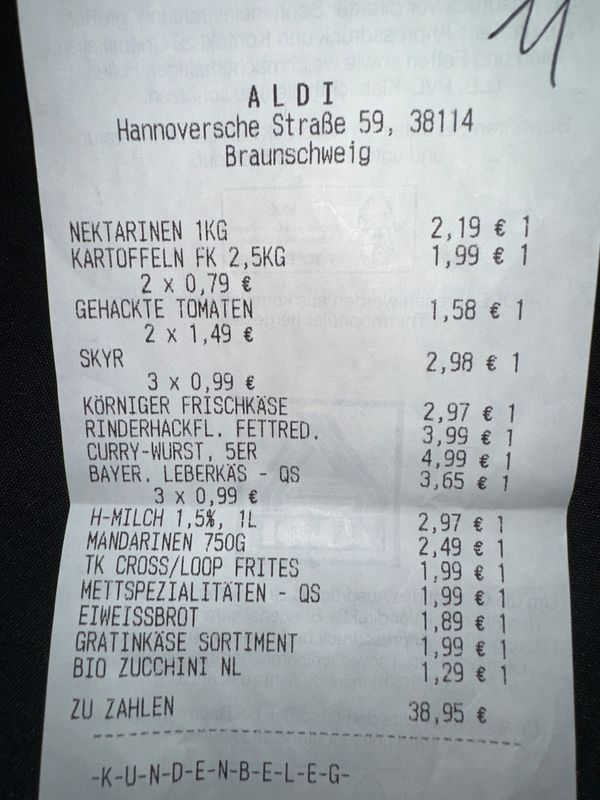 A L D I
Hannoversche Straße 59, 38114
Braunschweig
NEKTARINEN 1KG 2,19 € 1
KARTOFFELN FK 2,5KG 1,99 € 1
2 x 0,79 €
GEHACKTE TOMATEN 1,58 € 1
2 x 1,49 €
SKYR 2,98 € 1
3 x 0,99 €
KÖRNIGER FRISCHKÄSE 2,97 € 1
RINDERHACKFL. FETTRED. 3,99 € 1
CURRY-WURST, 5ER 4,99 € 1
BAYER. LEBERKÄS - QS 3,65 € 1
3 x 0,99 €
H-MILCH 1,5%, 1L 2,97 € 1
MANDARINEN 750G 2,49 € 1
TK CROSS/LOOP FRITES 1,99 € 1
METTSPEZIALITÄTEN - QS 1,99 € 1
EIWEISSBROT 1,89 € 1
GRATINKÄSE SORTIMENT 1,99 € 1
BIO ZUCCHINI NL 1,29 € 1
ZU ZAHLEN 38,95 €
-K-U-N-D-E-N-B-E-L-E-G-